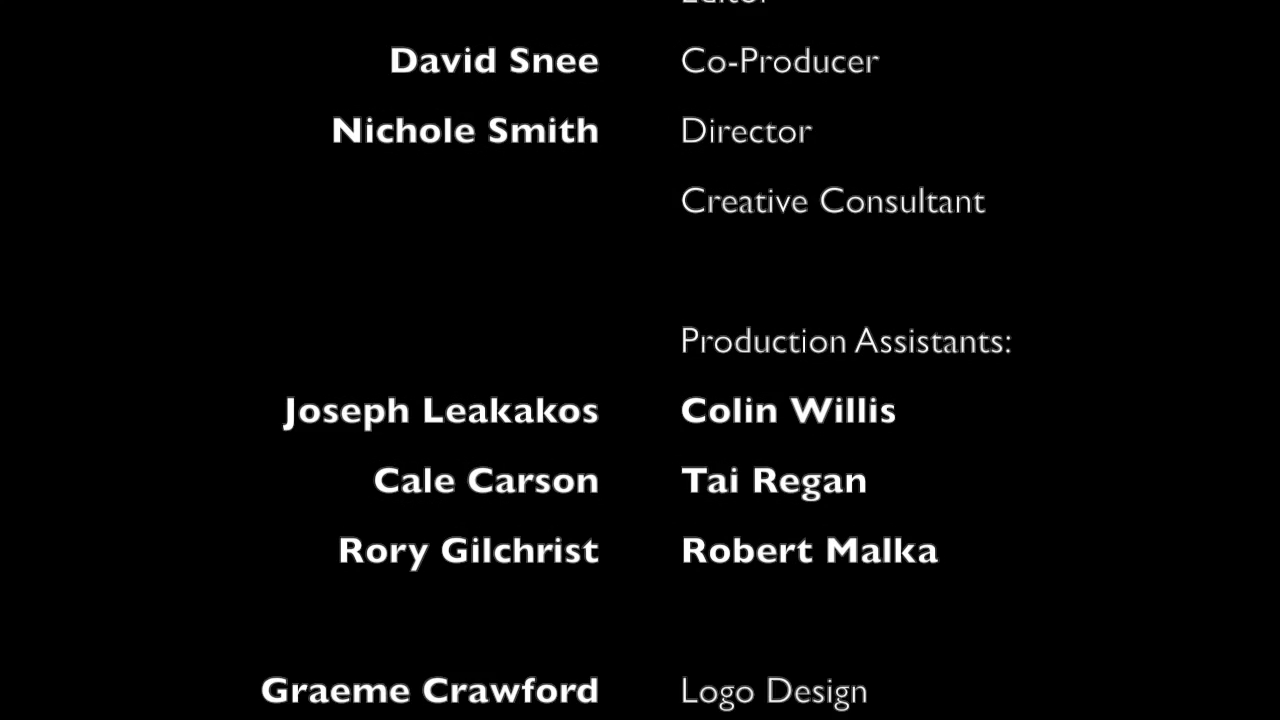 Editor
David Snee Co-Producer
Nichole Smith Director
Creative Consultant
Production Assistants:
Joseph Leakakos Colin Willis
Cale Carson Tai Regan
Rory Gilchrist Robert Malka
Graeme Crawford Logo Design